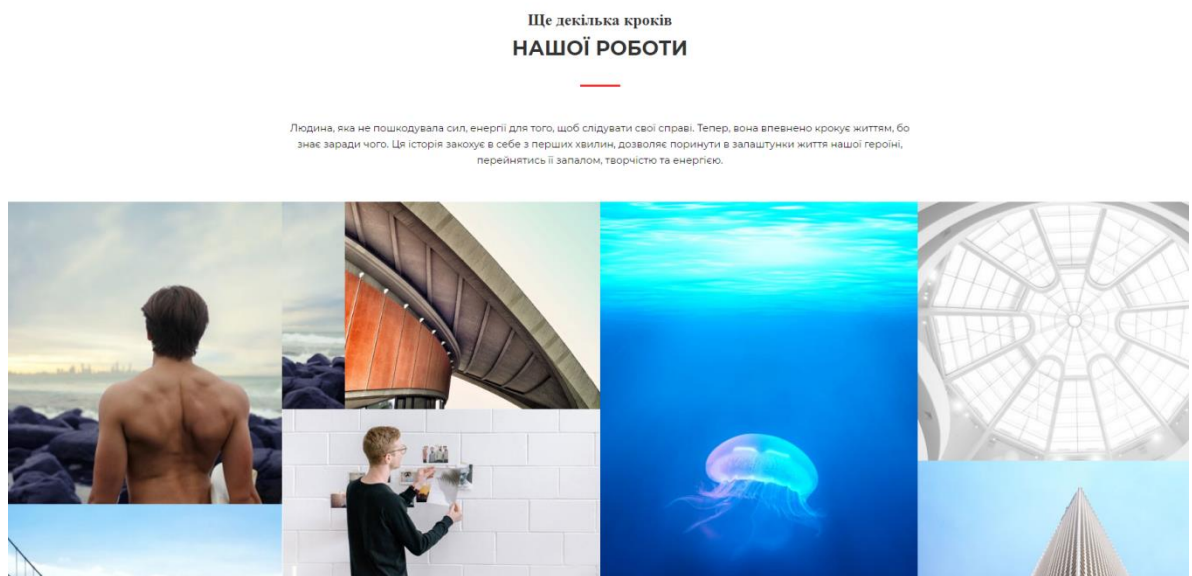 Ще декілька кроків
НАШОЇ РОБОТИ
Людина, яка не пошкодувала сил, енергії для того, щоб слідувати свої справі. Тепер, вона впевнено крокує життям, бо
знає заради чого. Ця історія закохує в себе з перших хвилин, дозволяє поринути в залаштунки життя нашої героїні,
перейнятись її запалом, творчістю та енергією.